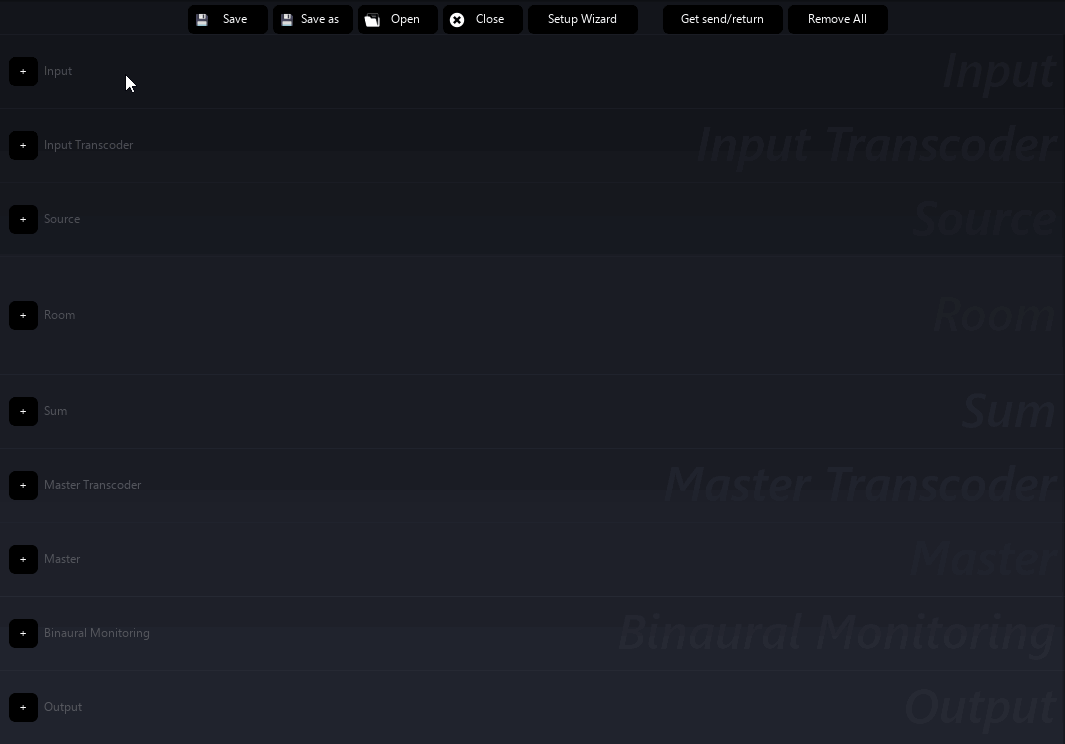 Save Save as Open Close Setup Wizard Get send/return Remove All
+ Input Input
+ Input Transcoder Input Transcoder
+ Source Source
+ Room Room
+ Sum Sum
+ Master Transcoder Master Transcoder
+ Master Master
+ Binaural Monitoring Binaural Monitoring
+ Output Output